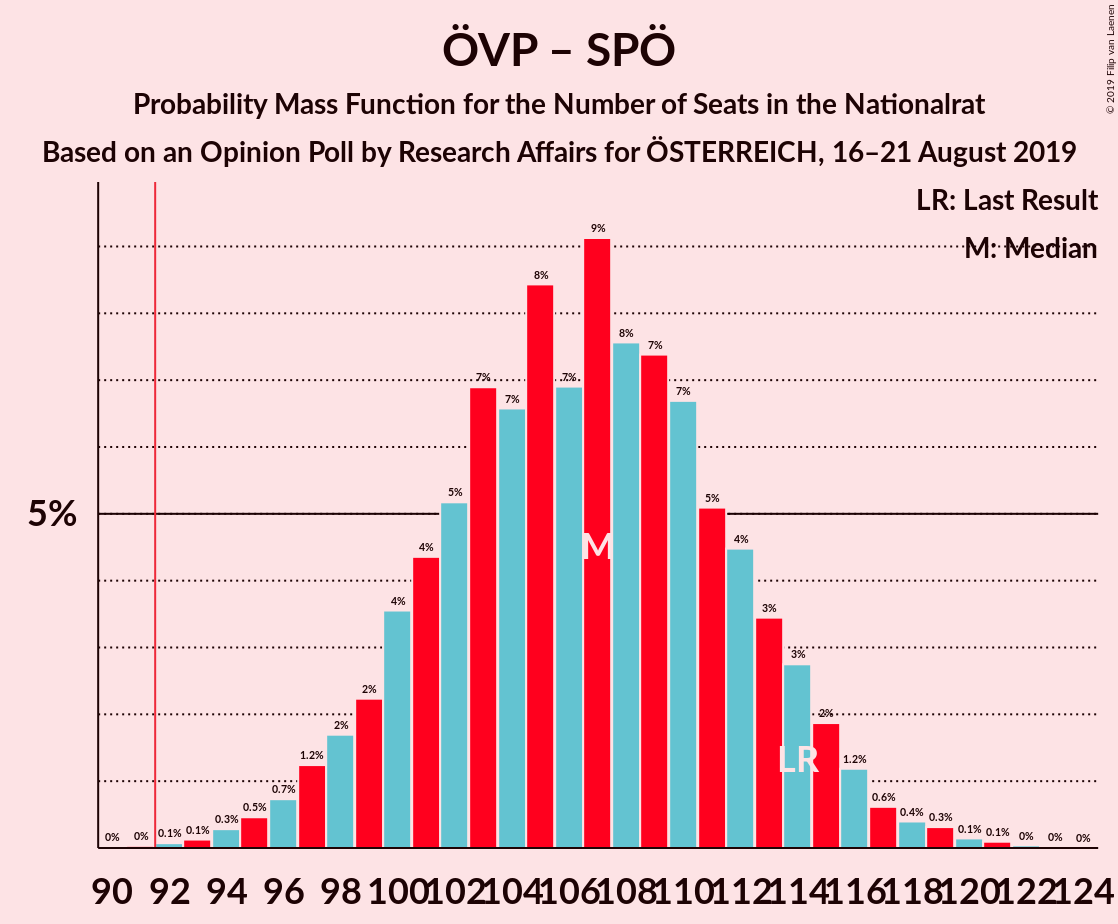 ÖVP – SPÖ
Probability Mass Function for the Number of Seats in the Nationalrat
Based on an Opinion Poll by Research Affairs for ÖSTERREICH, 16–21 August 2019
© 2019 Filip van Laenen
LR: Last Result
M: Median
5%
0% 0% 0.1% 0.1% 0.3% 0.5% 0.7% 1.2% 2% 2% 4% 4% 5% 7% 7% 8% 7% 9% 8% 7% 7% 5% 4% 3% 3% 2% 1.2% 0.6% 0.4% 0.3% 0.1% 0.1% 0% 0% 0%
M
LR
90 92 94 96 98 100 102 104 106 108 110 112 114 116 118 120 122 124